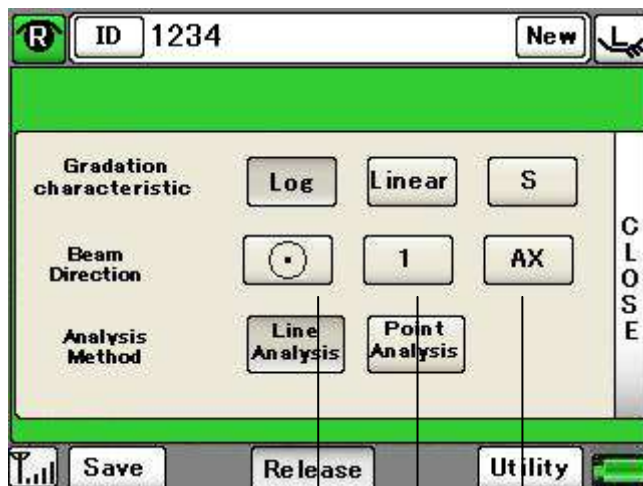 R ID 1234 New L
Gradation
characteristic Log Linear S
Beam
Direction 1 AX
Analysis
Method Line
Analysis Point
Analysis
CLOSE
Save Release Utility